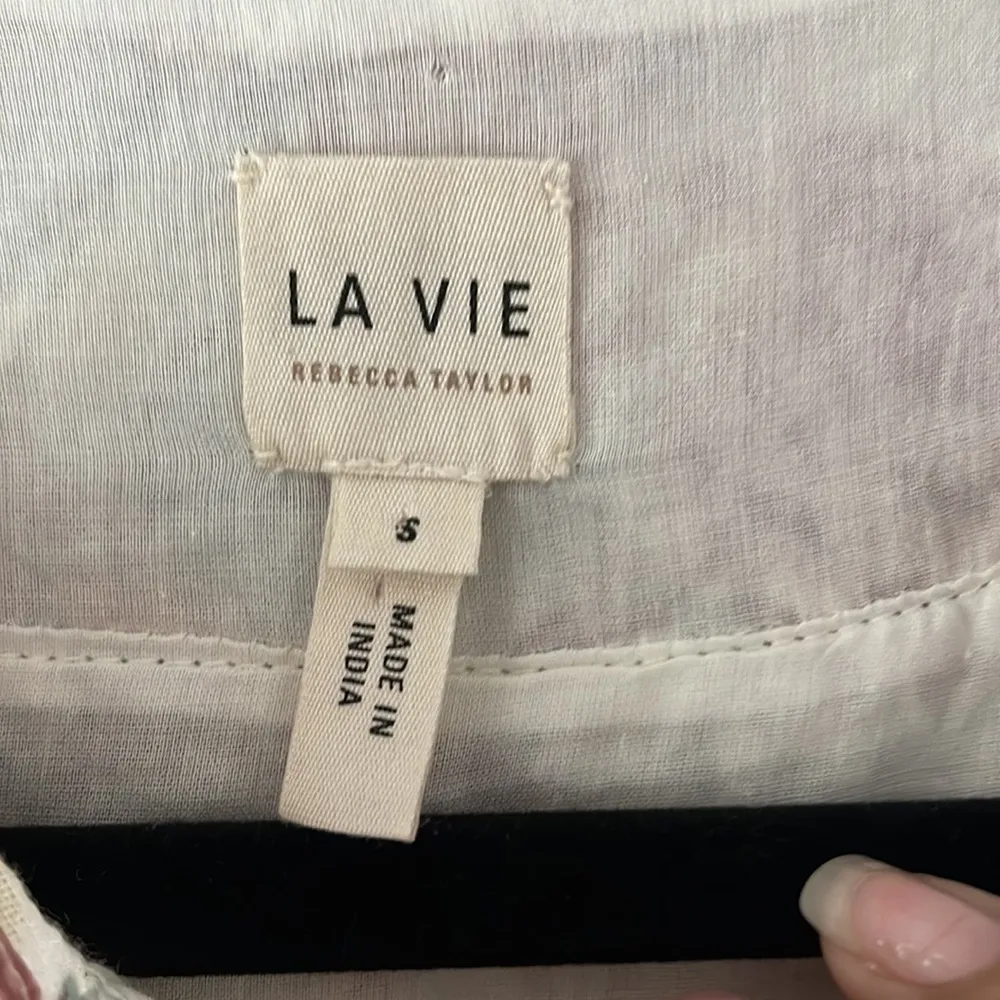 LA VIE
REBECCA TAYLOR
MADE IN
INDIA